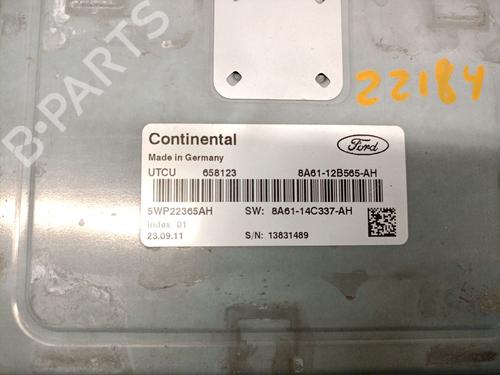 B-PARTS
22184
Continental
Ford
Made in Germany
UTCU 658123 8A61-12B565-AH
5WP22365AH SW: 8A61-14C337-AH
Index 01
23.09.11 S/N: 13831489